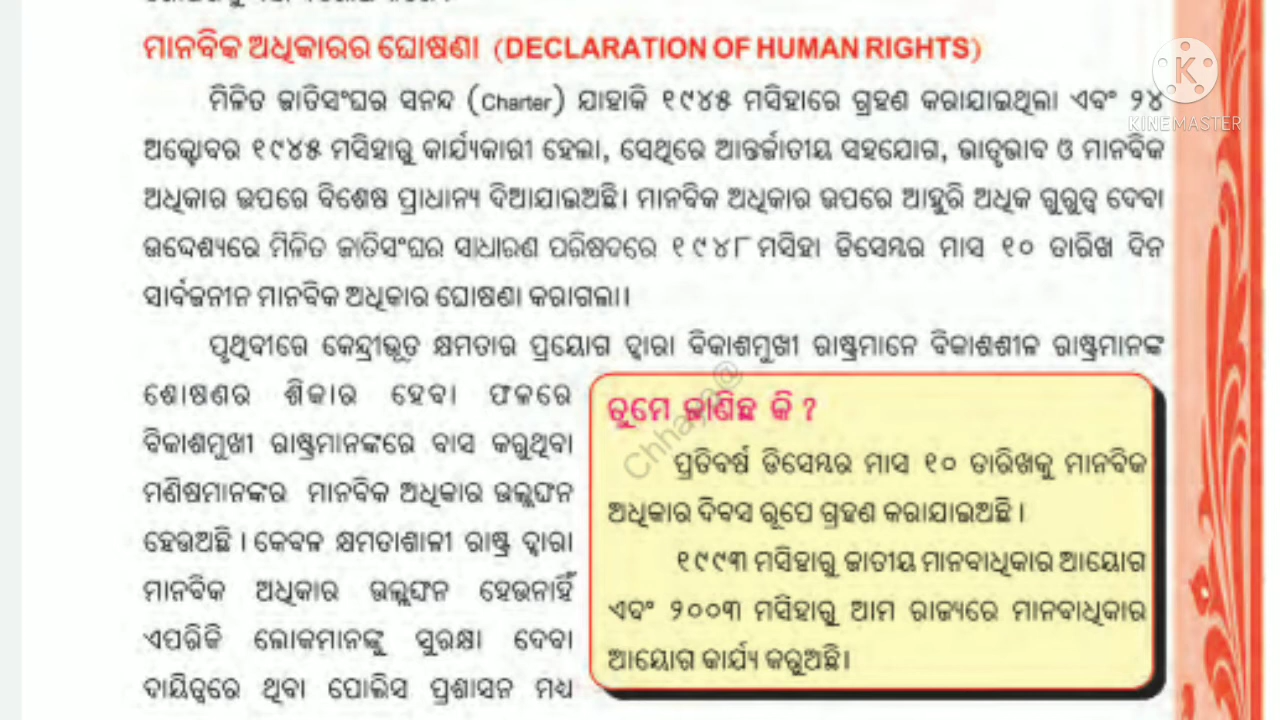 ମାନବିକ ଅଧିକାରର ଘୋଷଣା (DECLARATION OF HUMAN RIGHTS)
ମିଳିତ ଜାତିସଂଘର ସନନ୍ଦ (Charter) ଯାହାକି ୧୯୪୫ ମସିହାରେ ଗ୍ରହଣ କରାଯାଇଥିଲା ଏବଂ ୨୪
ଅକ୍ଟୋବର ୧୯୪୫ ମସିହାରୁ କାର୍ଯ୍ୟକାରୀ ହେଲା, ସେଥିରେ ଆନ୍ତର୍ଜାତୀୟ ସହଯୋଗ, ଭାତୃଭାବ ଓ ମାନବିକ
ଅଧିକାର ଉପରେ ବିଶେଷ ପ୍ରାଧାନ୍ୟ ଦିଆଯାଇଅଛି। ମାନବିକ ଅଧିକାର ଉପରେ ଆହୁରି ଅଧିକ ଗୁରୁତ୍ୱ ଦେବା
ଉଦ୍ଦେଶ୍ୟରେ ମିଳିତ ଜାତିସଂଘର ସାଧାରଣ ପରିଷଦରେ ୧୯୪୮ ମସିହା ଡିସେମ୍ବର ମାସ ୧୦ ତାରିଖ ଦିନ
ସାର୍ବଜନୀନ ମାନବିକ ଅଧିକାର ଘୋଷଣା କରାଗଲା।
ପୃଥିବୀରେ କେନ୍ଦ୍ରୀଭୂତ କ୍ଷମତାର ପ୍ରୟୋଗ ଦ୍ୱାରା ବିକାଶମୁଖୀ ରାଷ୍ଟ୍ରମାନେ ବିକାଶଶୀଳ ରାଷ୍ଟ୍ରମାନଙ୍କ
ଶୋଷଣର ଶିକାର ହେବା ଫଳରେ
ବିକାଶମୁଖୀ ରାଷ୍ଟ୍ରମାନଙ୍କରେ ବାସ କରୁଥିବା
ମଣିଷମାନଙ୍କର ମାନବିକ ଅଧିକାର ଉଲ୍ଲଙ୍ଘନ
ହେଉଅଛି। କେବଳ କ୍ଷମତାଶାଳୀ ରାଷ୍ଟ୍ର ଦ୍ୱାରା
ମାନବିକ ଅଧିକାର ଉଲ୍ଲଙ୍ଘନ ହେଉନାହିଁ
ଏପରିକି ଲୋକମାନଙ୍କୁ ସୁରକ୍ଷା ଦେବା
ଦାୟିତ୍ୱରେ ଥିବା ପୋଲିସ ପ୍ରଶାସନ ମଧ୍ୟ
ତୁମେ ଜାଣିଛ କି ?
ପ୍ରତିବର୍ଷ ଡିସେମ୍ବର ମାସ ୧୦ ତାରିଖକୁ ମାନବିକ
ଅଧିକାର ଦିବସ ରୂପେ ଗ୍ରହଣ କରାଯାଇଅଛି।
୧୯୯୩ ମସିହାରୁ ଜାତୀୟ ମାନବାଧିକାର ଆୟୋଗ
ଏବଂ ୨୦୦୩ ମସିହାରୁ ଆମ ରାଜ୍ୟରେ ମାନବାଧିକାର
ଆୟୋଗ କାର୍ଯ୍ୟ କରୁଅଛି।
KINEMASTER